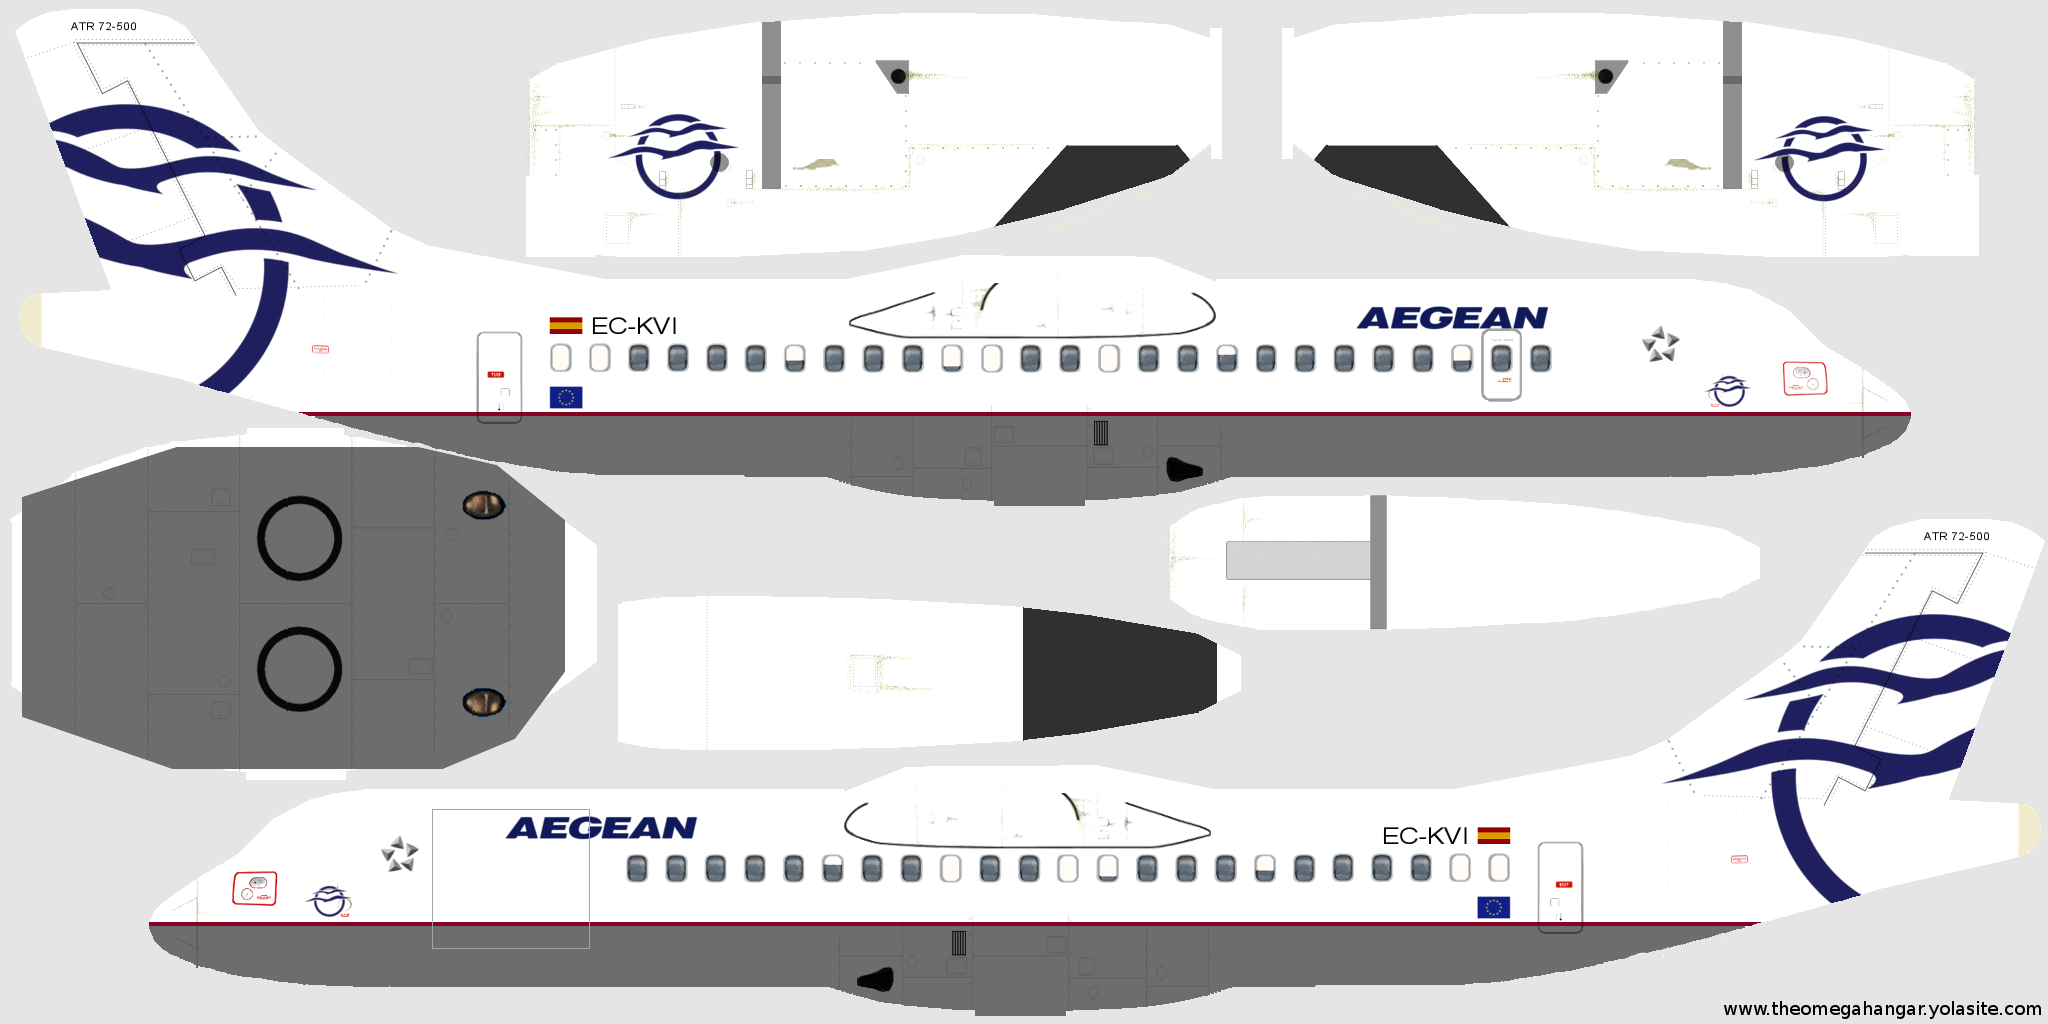 ATR 72-500
EC-KVI
AEGEAN
ATR 72-500
AEGEAN
EC-KVI
www.theomegahangar.yolasite.com